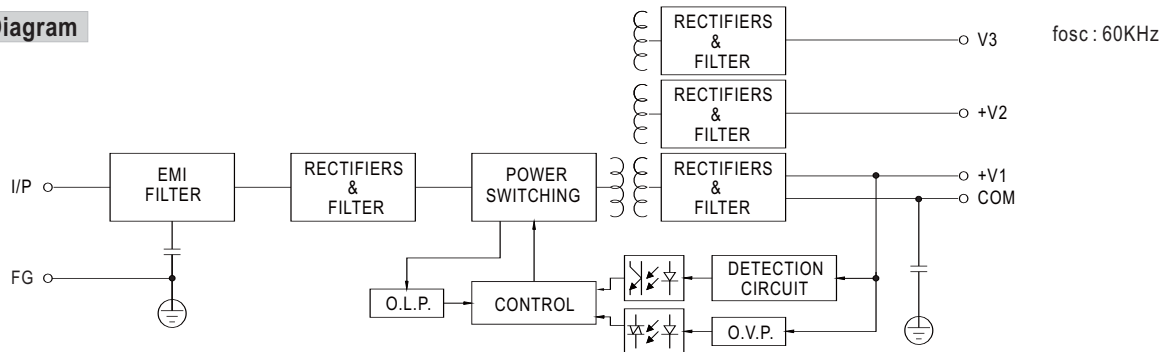 Diagram
RECTIFIERS
&
FILTER
V3
fosc : 60KHz
RECTIFIERS
&
FILTER
+V2
I/P
EMI
FILTER
RECTIFIERS
&
FILTER
POWER
SWITCHING
RECTIFIERS
&
FILTER
+V1
COM
FG
O.L.P.
CONTROL
DETECTION
CIRCUIT
O.V.P.